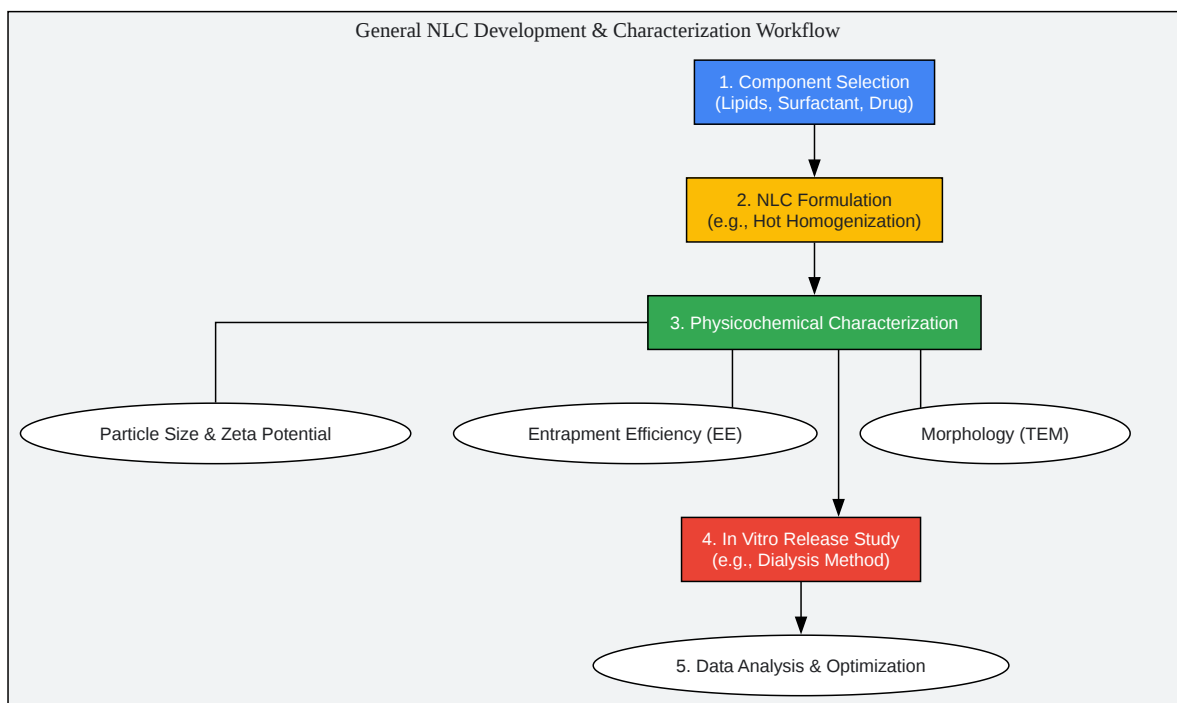 General NLC Development & Characterization Workflow
1. Component Selection
(Lipids, Surfactant, Drug)
2. NLC Formulation
(e.g., Hot Homogenization)
3. Physicochemical Characterization
Particle Size & Zeta Potential
Entrapment Efficiency (EE)
Morphology (TEM)
4. In Vitro Release Study
(e.g., Dialysis Method)
5. Data Analysis & Optimization